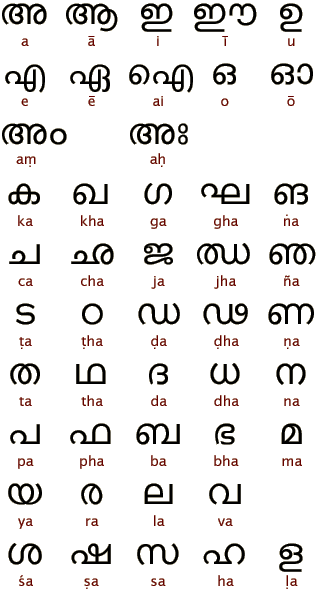 അ ആ ഇ ഈ ഉ
a ā i ī u
എ ഏ ഐ ഒ ഓ
e ē ai o ō
അം അഃ
aṃ aḥ
ക ഖ ഗ ഘ ങ
ka kha ga gha ṅa
ച ഛ ജ ഝ ഞ
ca cha ja jha ña
ട ഠ ഡ ഢ ണ
ṭa ṭha ḍa ḍha ṇa
ത ഥ ദ ധ ന
ta tha da dha na
പ ഫ ബ ഭ മ
pa pha ba bha ma
യ ര ല വ
ya ra la va
ശ ഷ സ ഹ ള
śa ṣa sa ha ḷa